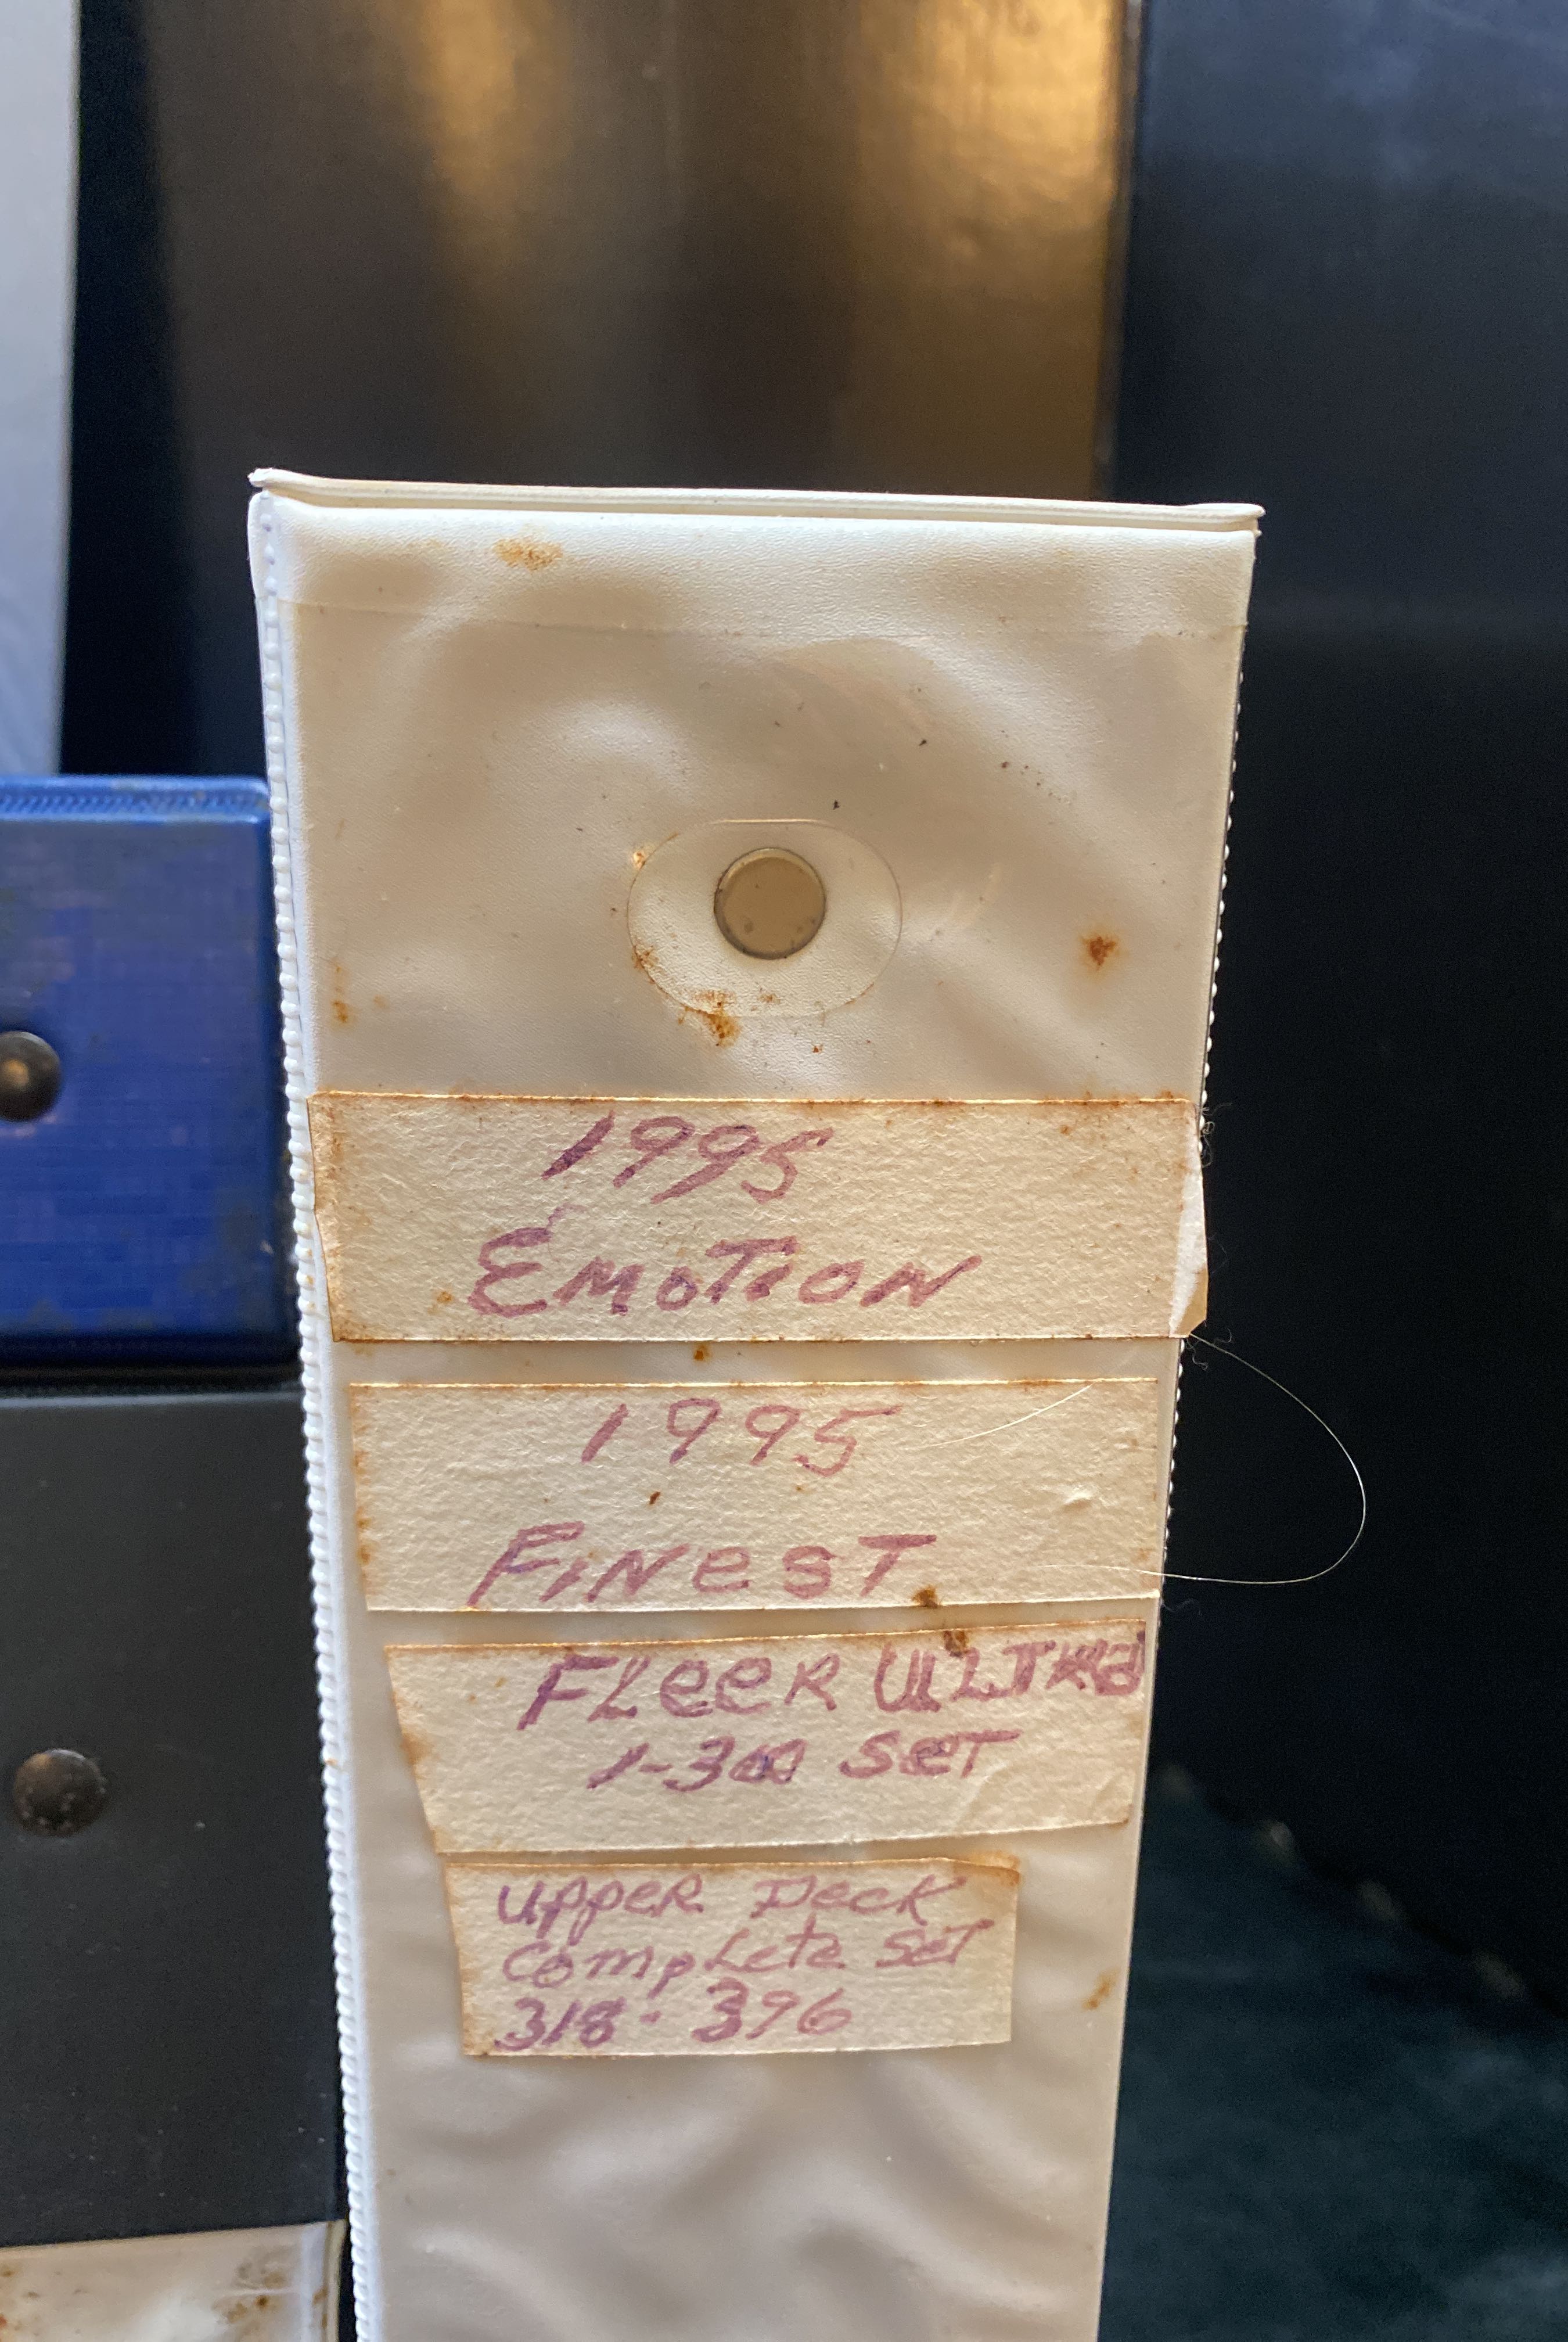 1995
EMOTION
1995
FINEST
FLEER ULTRA
1-300 SET
UPPER DECK
COMPLETE SET
318-396